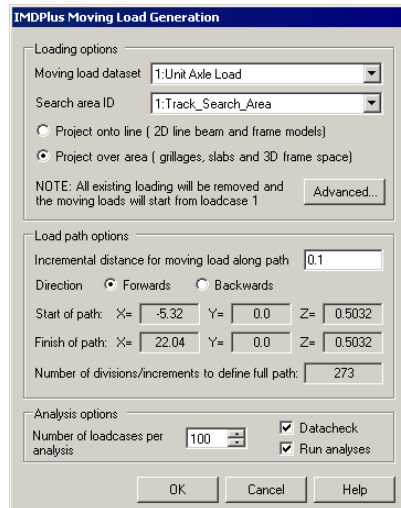 IMDPlus Moving Load Generation
Loading options
Moving load dataset 1:Unit Axle Load
Search area ID 1:Track_Search_Area
Project onto line ( 2D line beam and frame models)
Project over area ( grillages, slabs and 3D frame space)
NOTE: All existing loading will be removed and
the moving loads will start from loadcase 1
Advanced...
Load path options
Incremental distance for moving load along path 0.1
Direction Forwards Backwards
Start of path: X= -5.32 Y= 0.0 Z= 0.5032
Finish of path: X= 22.04 Y= 0.0 Z= 0.5032
Number of divisions/increments to define full path: 273
Analysis options
Number of loadcases per
analysis
100
Datacheck
Run analyses
OK Cancel Help